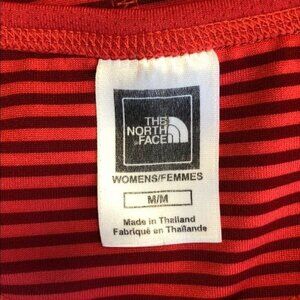 THE
NORTH
FACE
WOMENS/FEMMES
M/M
Made in Thailand
Fabriqué en Thaïlande